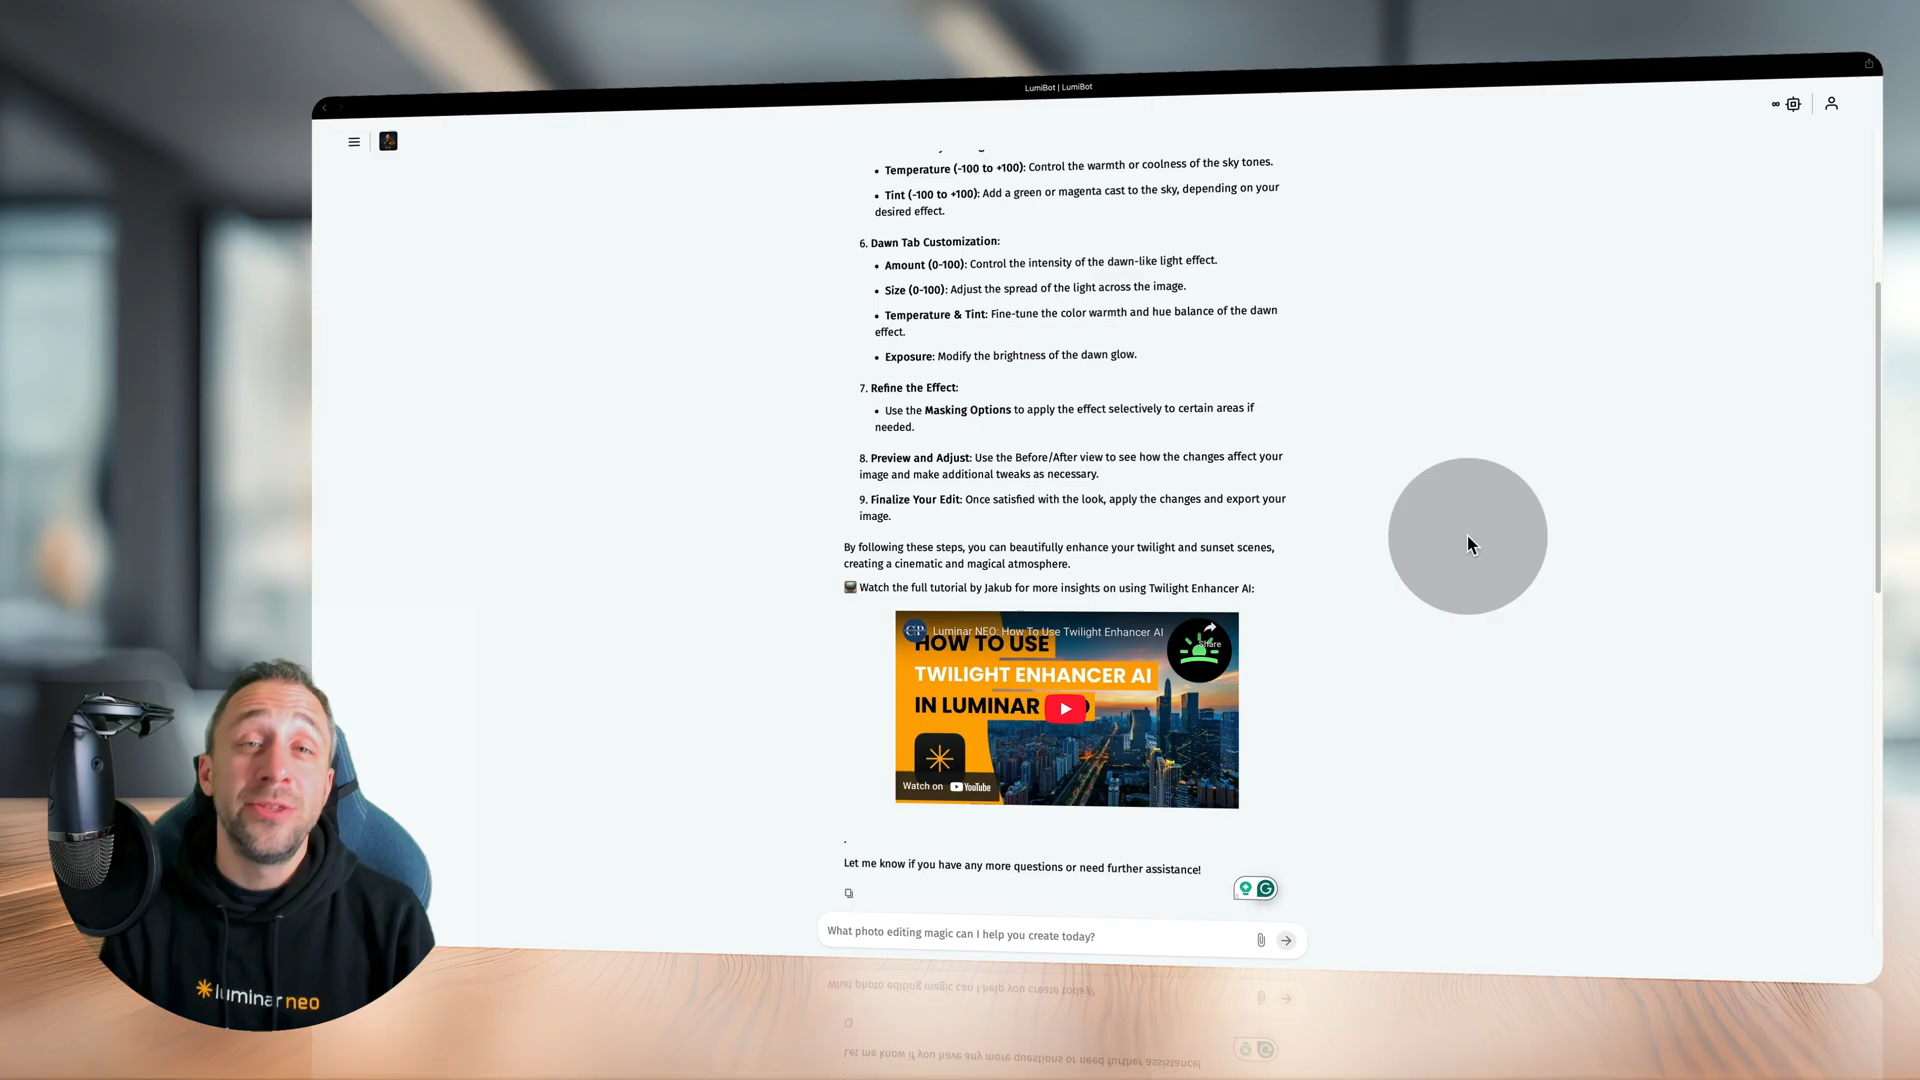 LumiBot | LumiBot
∞
• Temperature (-100 to +100): Control the warmth or coolness of the sky tones.
• Tint (-100 to +100): Add a green or magenta cast to the sky, depending on your
desired effect.
6. Dawn Tab Customization:
• Amount (0-100): Control the intensity of the dawn-like light effect.
• Size (0-100): Adjust the spread of the light across the image.
• Temperature & Tint: Fine-tune the color warmth and hue balance of the dawn
effect.
• Exposure: Modify the brightness of the dawn glow.
7. Refine the Effect:
• Use the Masking Options to apply the effect selectively to certain areas if
needed.
8. Preview and Adjust: Use the Before/After view to see how the changes affect your
image and make additional tweaks as necessary.
9. Finalize Your Edit: Once satisfied with the look, apply the changes and export your
image.
By following these steps, you can beautifully enhance your twilight and sunset scenes,
creating a cinematic and magical atmosphere.
📺 Watch the full tutorial by Jakub for more insights on using Twilight Enhancer AI:
CP Luminar NEO: How To Use Twilight Enhancer AI
Share
HOW TO USE
TWILIGHT ENHANCER AI
IN LUMINAR
Watch on YouTube
.
Let me know if you have any more questions or need further assistance!
What photo editing magic can I help you create today?
luminar neo